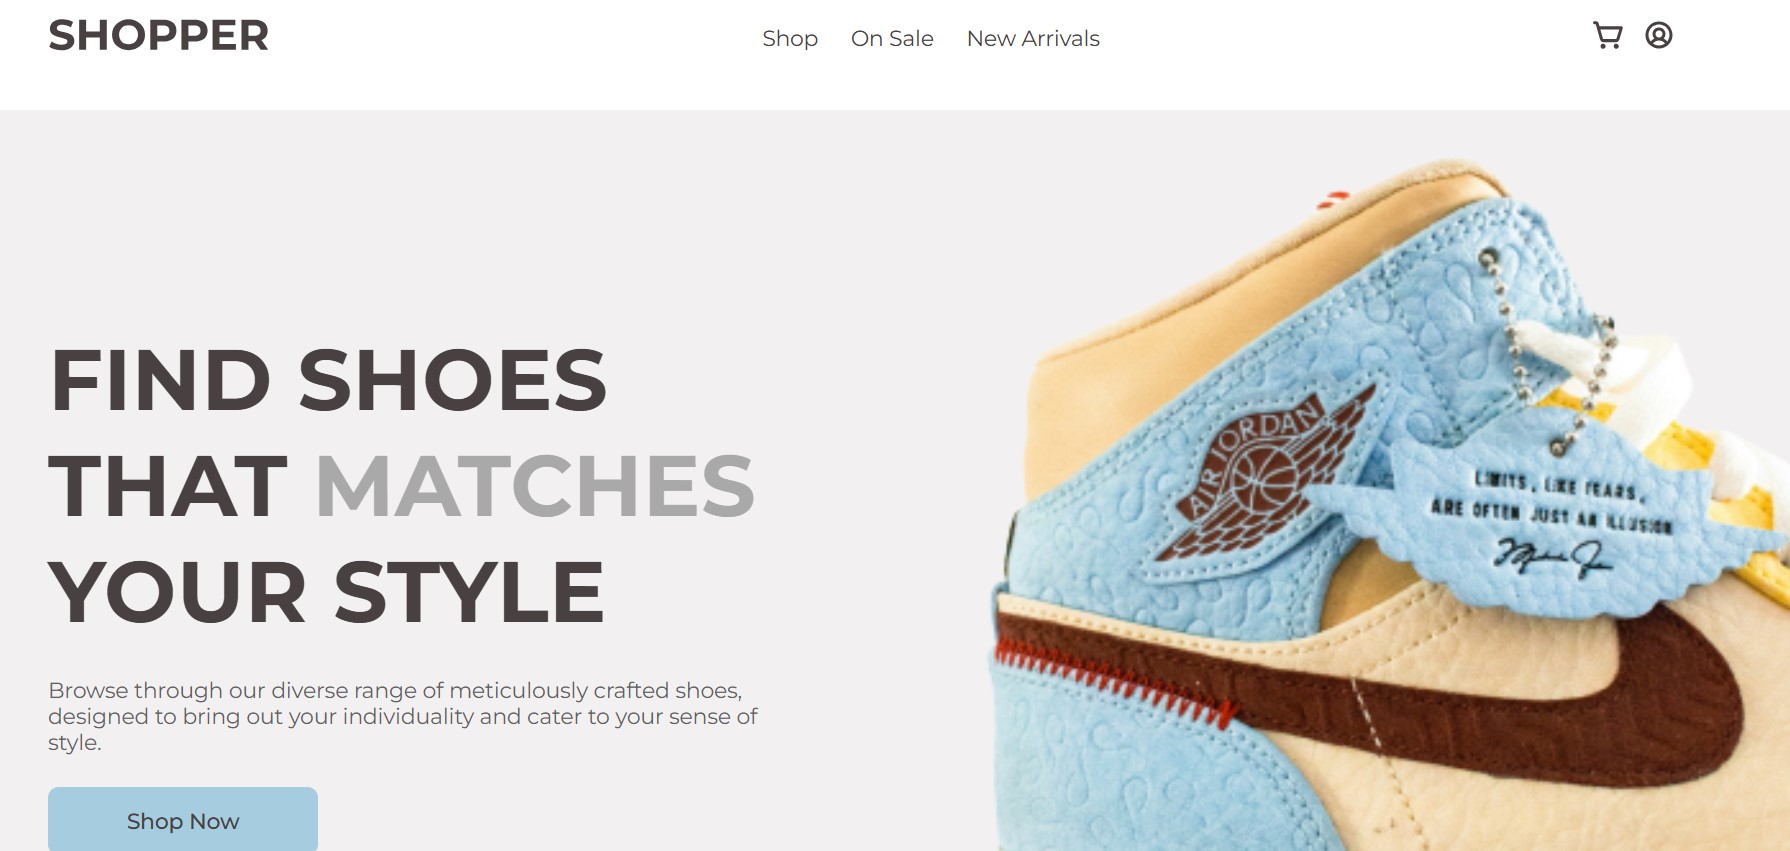 SHOPPER
Shop On Sale New Arrivals
FIND SHOES
THAT MATCHES
YOUR STYLE
Browse through our diverse range of meticulously crafted shoes,
designed to bring out your individuality and cater to your sense of
style.
Shop Now
AIR JORDAN
LIMITS, LIKE FEARS,
ARE OFTEN JUST AN ILLUSION